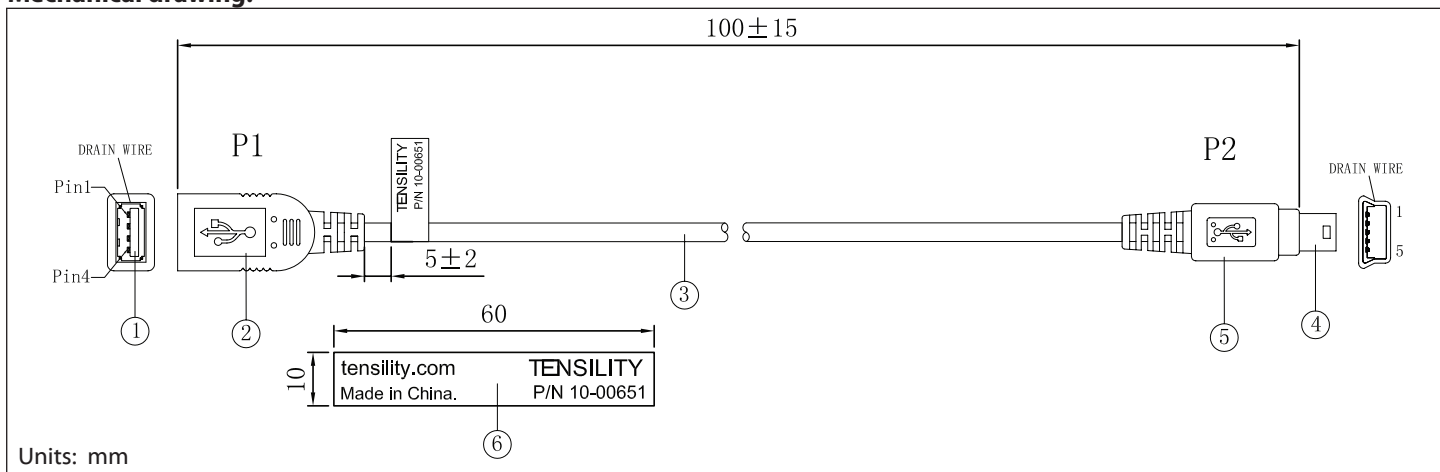 Mechanical drawing:
100±15
P1
P2
DRAIN WIRE
Pin1
Pin4
TENSILITY
P/N 10-00651
5±2
DRAIN WIRE
1
5
1
2
3
5
4
60
10
tensility.com TENSILITY
Made in China. P/N 10-00651
6
Units: mm